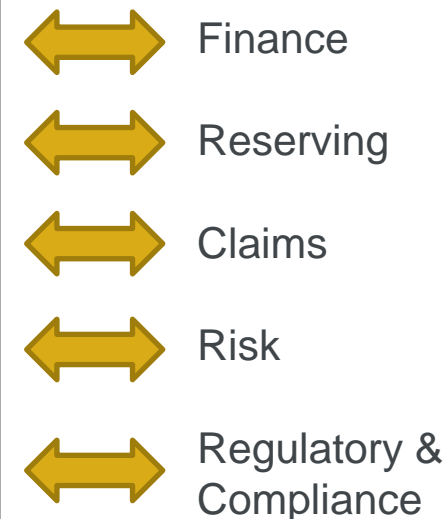 Finance
Reserving
Claims
Risk
Regulatory &
Compliance